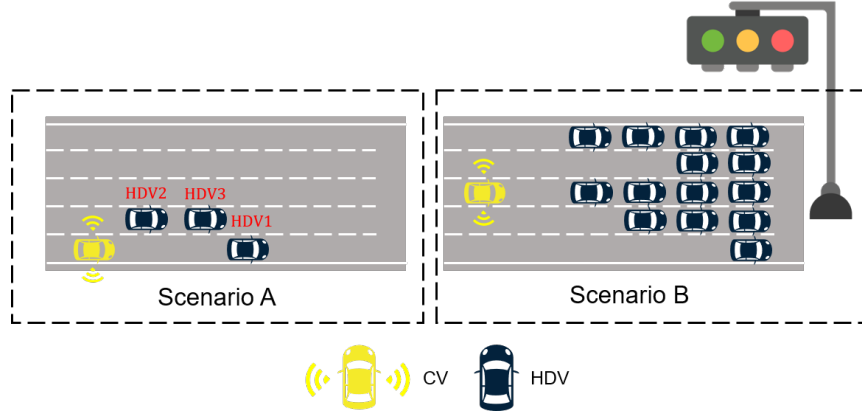 HDV2 HDV3
HDV1
Scenario A
Scenario B
CV
HDV